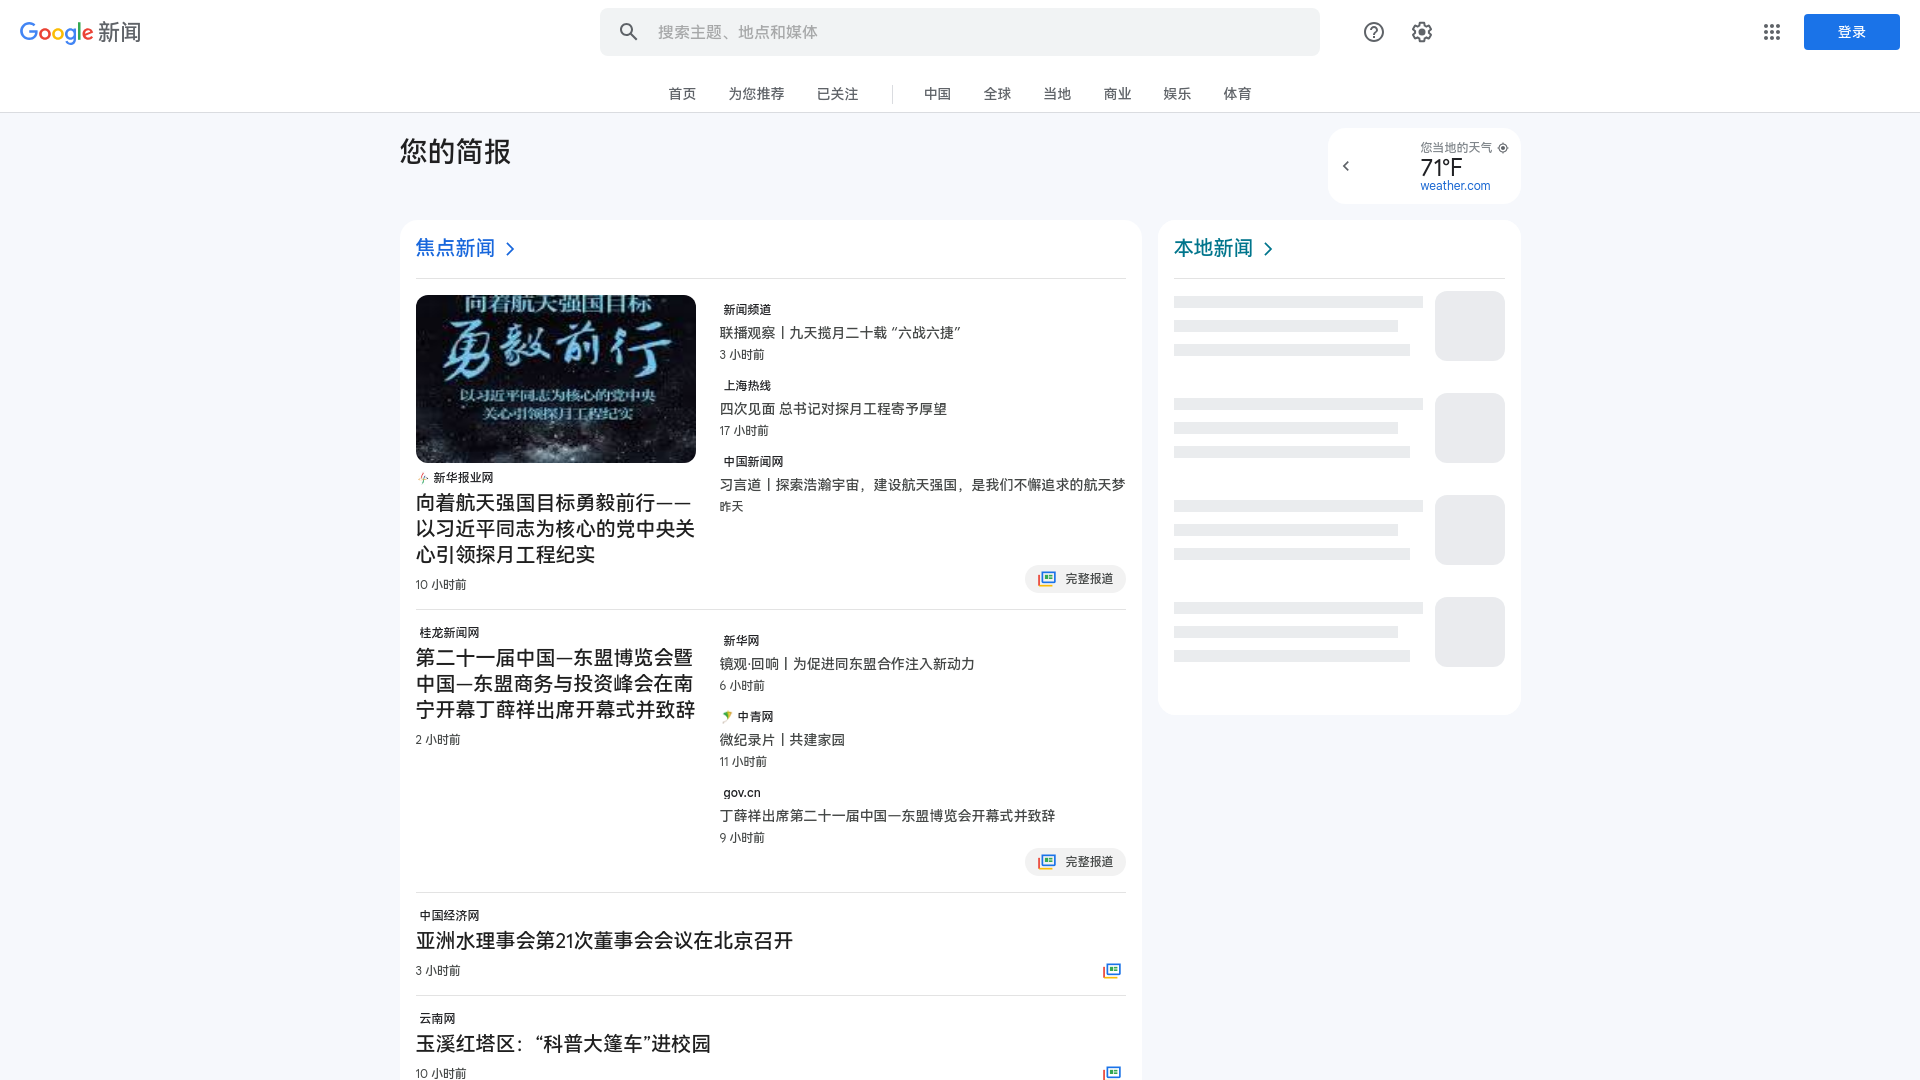 Google 新闻
搜索主题、地点和媒体
登录
首页
为您推荐
已关注
中国
全球
当地
商业
娱乐
体育
您的简报
您当地的天气
71°F
weather.com
焦点新闻
向着航天强国目标
勇毅前行
以习近平同志为核心的党中央
关心引领探月工程纪实
新华报业网
向着航天强国目标勇毅前行——
以习近平同志为核心的党中央关
心引领探月工程纪实
10 小时前
新闻频道
联播观察丨九天揽月二十载 “六战六捷”
3 小时前
上海热线
四次见面 总书记对探月工程寄予厚望
17 小时前
中国新闻网
习言道丨探索浩瀚宇宙，建设航天强国，是我们不懈追求的航天梦
昨天
完整报道
桂龙新闻网
第二十一届中国—东盟博览会暨
中国—东盟商务与投资峰会在南
宁开幕丁薛祥出席开幕式并致辞
2 小时前
新华网
镜观·回响丨为促进同东盟合作注入新动力
6 小时前
中青网
微纪录片丨共建家园
11 小时前
gov.cn
丁薛祥出席第二十一届中国—东盟博览会开幕式并致辞
9 小时前
完整报道
中国经济网
亚洲水理事会第21次董事会会议在北京召开
3 小时前
云南网
玉溪红塔区：“科普大篷车”进校园
10 小时前
本地新闻